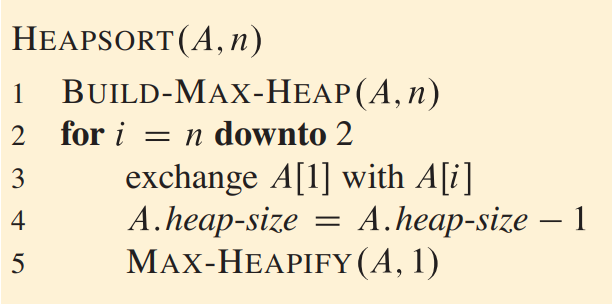 HEAPSORT(A, n)
1 BUILD-MAX-HEAP(A, n)
2 for i = n downto 2
3 exchange A[1] with A[i]
4 A.heap-size = A.heap-size − 1
5 MAX-HEAPIFY(A, 1)